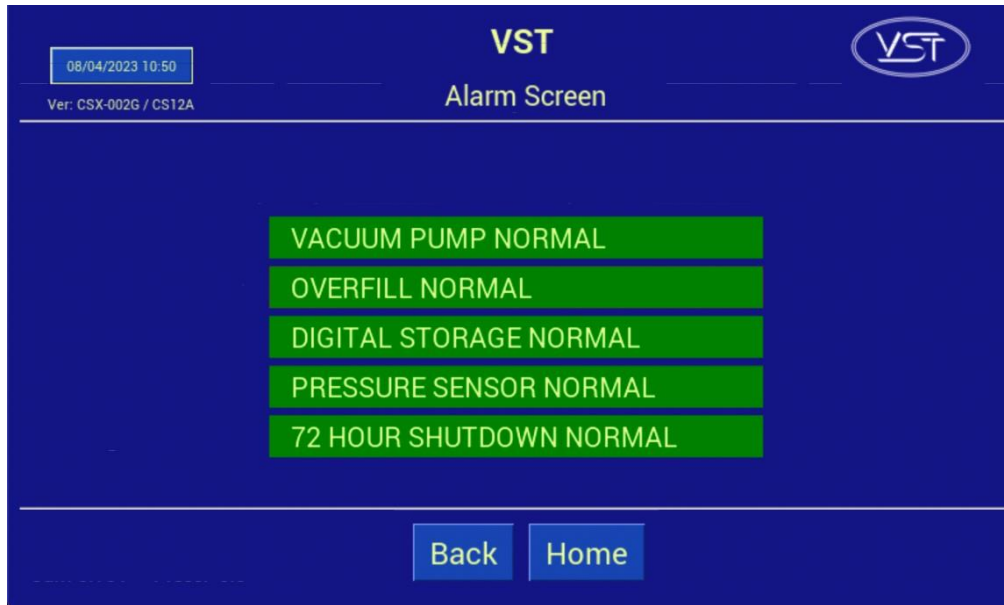 VST
08/04/2023 10:50
VST
Ver: CSX-002G / CS12A
Alarm Screen
VACUUM PUMP NORMAL
OVERFILL NORMAL
DIGITAL STORAGE NORMAL
PRESSURE SENSOR NORMAL
72 HOUR SHUTDOWN NORMAL
Back
Home